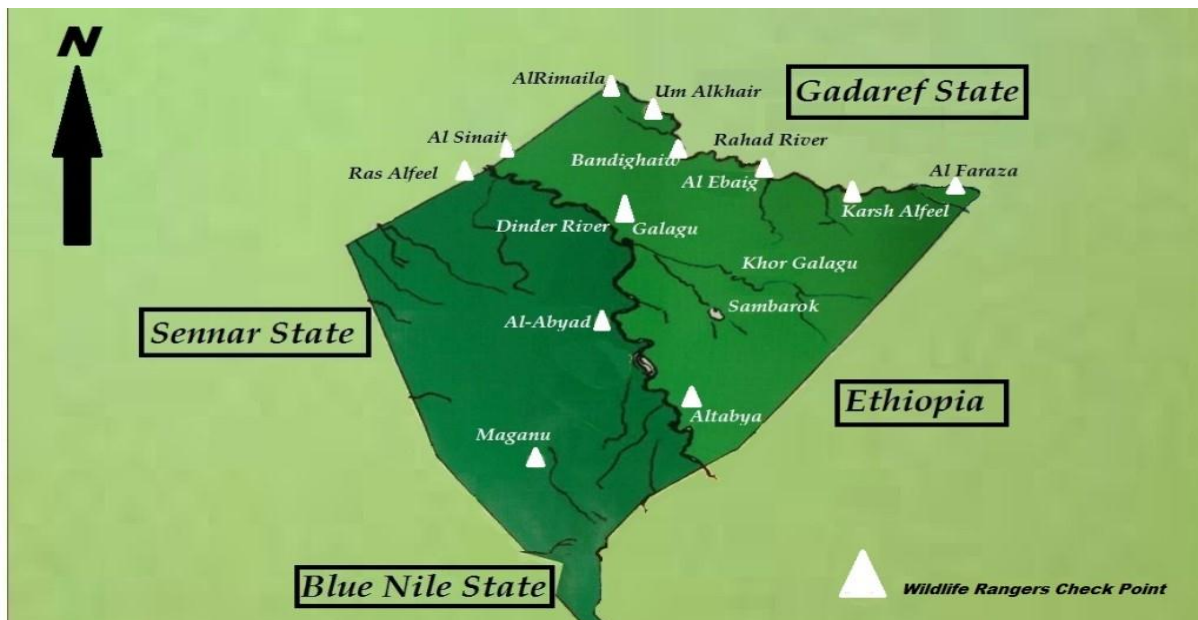 N
AlRimaila
Um Alkhair
Gadaref State
Al Sinait
Rahad River
Ras Alfeel
Bandighaiw
Al Ebaig
Al Faraza
Karsh Alfeel
Dinder River
Galagu
Khor Galagu
Sambarok
Al-Abyad
Sennar State
Ethiopia
Altabya
Maganu
Blue Nile State
Wildlife Rangers Check Point